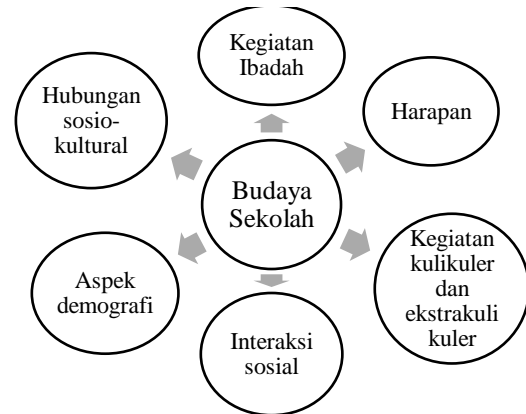 Kegiatan
Ibadah
Hubungan
sosio-
kultural
Harapan
Budaya
Sekolah
Aspek
demografi
Kegiatan
kulikuler
dan
ekstrakuli
kuler
Interaksi
sosial